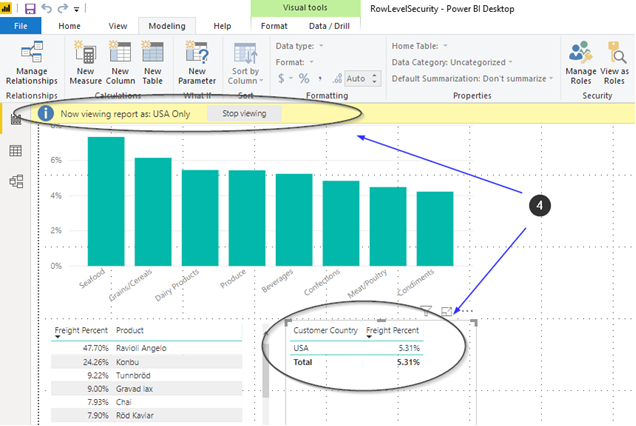 Visual tools
RowLevelSecurity - Power BI Desktop
File Home View Modeling Help Format Data / Drill
Manage Relationships
New Measure
New Column
New Table
New Parameter
Sort by Column
Data type:
Format:
$ % , .00 Auto
Home Table:
Data Category: Uncategorized
Default Summarization: Don't summarize
Manage Roles
View as Roles
Relationships Calculations What If Sort Formatting Properties Security
Now viewing report as: USA Only Stop viewing
8%
6%
4%
2%
0%
Seafood
Grains/Cereals
Dairy Products
Produce
Beverages
Confections
Meat/Poultry
Condiments
4
Freight Percent Product
47.70% Ravioli Angelo
24.26% Konbu
9.22% Tunnbröd
9.00% Gravad lax
7.93% Chai
7.90% Röd Kaviar
Customer Country Freight Percent
USA 5.31%
Total 5.31%